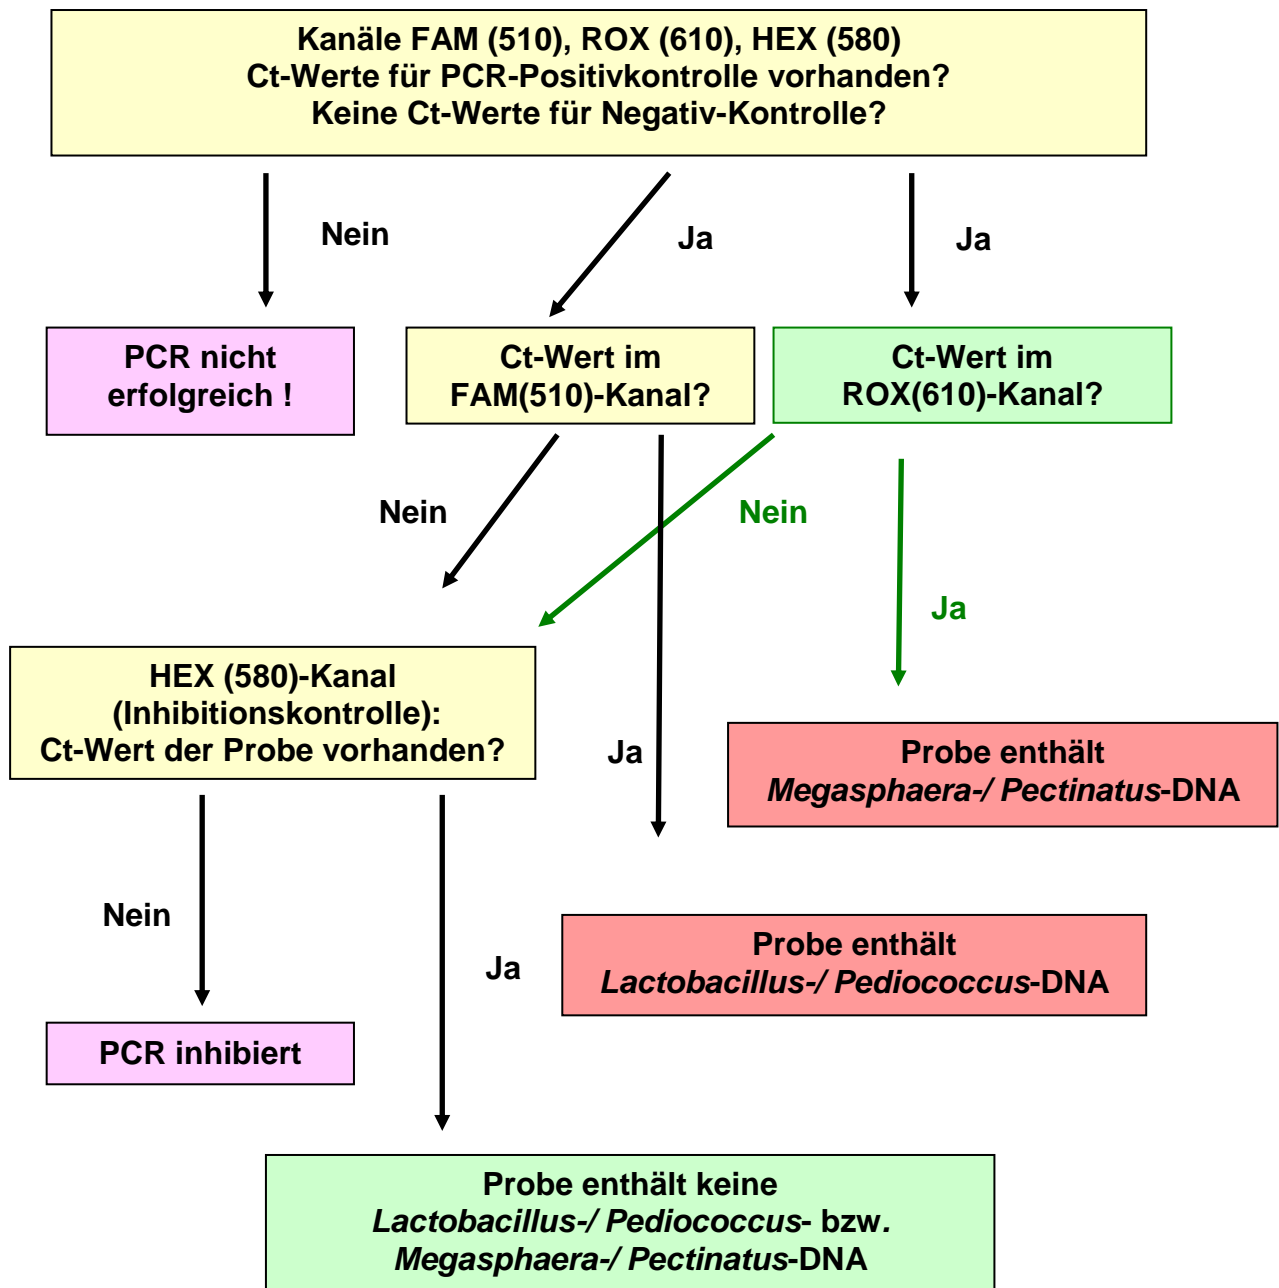 Kanäle FAM (510), ROX (610), HEX (580)
Ct-Werte für PCR-Positivkontrolle vorhanden?
Keine Ct-Werte für Negativ-Kontrolle?
Nein
Ja
Ja
PCR nicht
erfolgreich !
Ct-Wert im
FAM(510)-Kanal?
Ct-Wert im
ROX(610)-Kanal?
Nein
Nein
Ja
HEX (580)-Kanal
(Inhibitionskontrolle):
Ct-Wert der Probe vorhanden?
Ja
Probe enthält
Megasphaera-/ Pectinatus-DNA
Nein
Ja
Probe enthält
Lactobacillus-/ Pediococcus-DNA
PCR inhibiert
Probe enthält keine
Lactobacillus-/ Pediococcus- bzw.
Megasphaera-/ Pectinatus-DNA